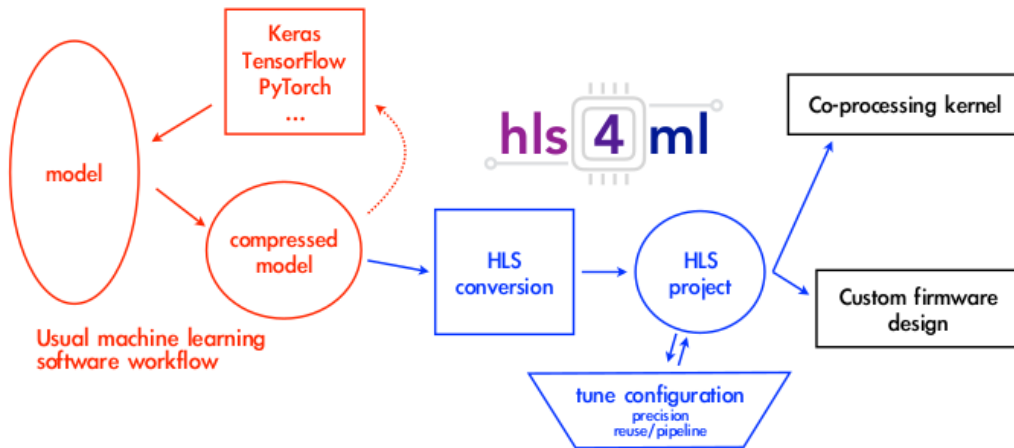 Keras
TensorFlow
PyTorch
...
model
compressed
model
Usual machine learning
software workflow
hls 4 ml
HLS
conversion
HLS
project
tune configuration
precision
reuse/pipeline
Co-processing kernel
Custom firmware
design